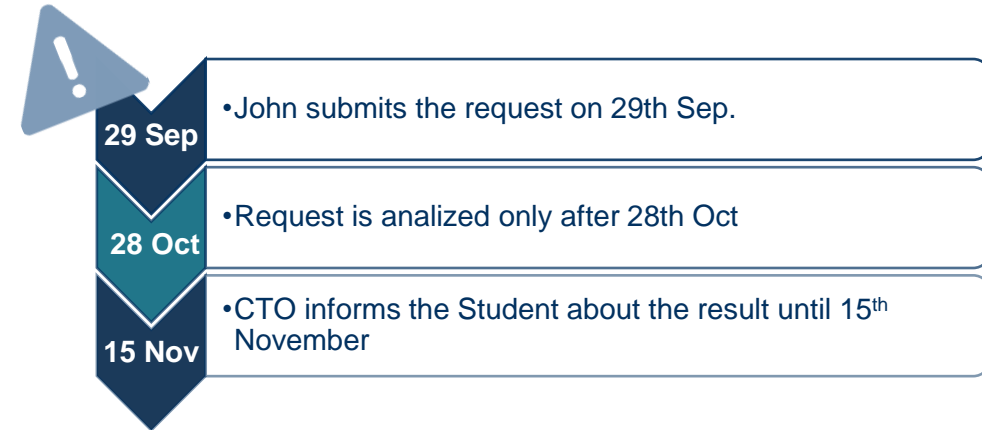 29 Sep
•John submits the request on 29th Sep.
28 Oct
•Request is analized only after 28th Oct
15 Nov
•CTO informs the Student about the result until 15th
November